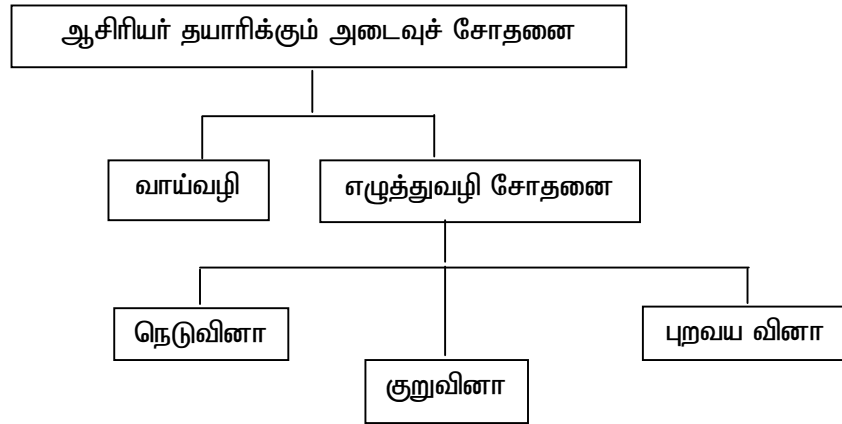 ஆசிரியர் தயாரிக்கும் அடைவுச் சோதனை
வாய்வழி
எழுத்துவழி சோதனை
நெடுவினா
குறுவினா
புறவய வினா